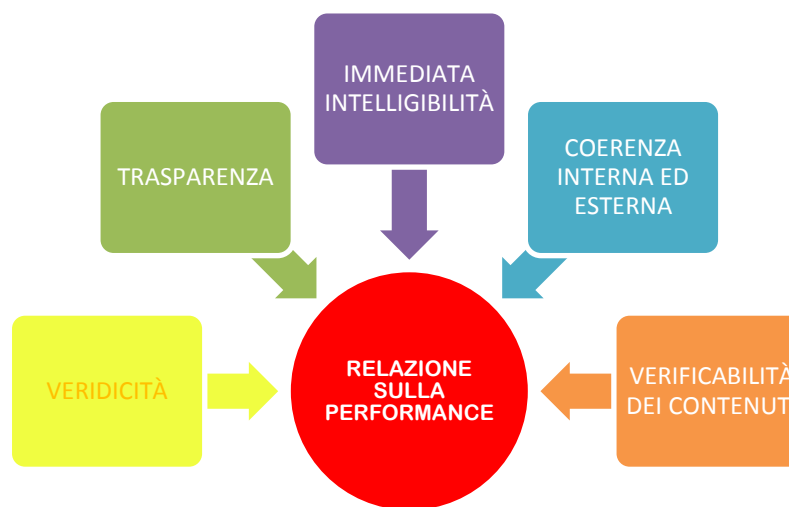 IMMEDIATA
INTELLIGIBILITÀ
TRASPARENZA
COERENZA
INTERNA ED
ESTERNA
VERIDICITÀ
RELAZIONE
SULLA
PERFORMANCE
VERIFICABILITÀ
DEI CONTENUT